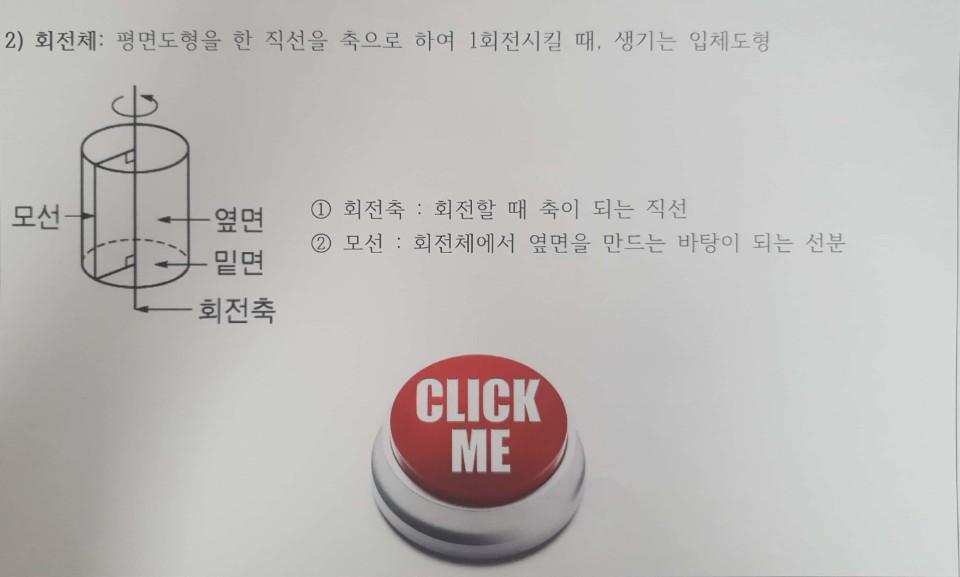 2) 회전체: 평면도형을 한 직선을 축으로 하여 1회전시킬 때, 생기는 입체도형
모선
옆면
밑면
회전축
① 회전축 : 회전할 때 축이 되는 직선
② 모선 : 회전체에서 옆면을 만드는 바탕이 되는 선분
CLICK
ME